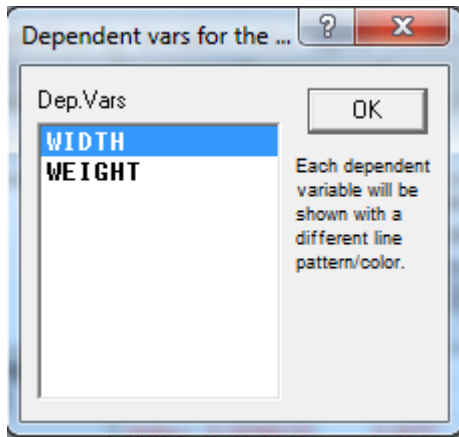 Dependent vars for the ...
?
X
Dep.Vars
WIDTH
WEIGHT
OK
Each dependent
variable will be
shown with a
different line
pattern/color.